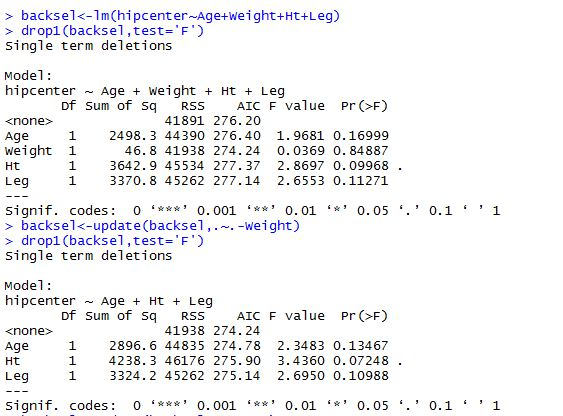 > backsel<-lm(hipcenter~Age+Weight+Ht+Leg)
> drop1(backsel,test='F')
Single term deletions

Model:
hipcenter ~ Age + Weight + Ht + Leg
       Df Sum of Sq   RSS    AIC F value  Pr(>F)
<none>              41891 276.20
Age     1    2498.3 44390 276.40  1.9681 0.16999
Weight  1      46.8 41938 274.24  0.0369 0.84887
Ht      1    3642.9 45534 277.37  2.8697 0.09968 .
Leg     1    3370.8 45262 277.14  2.6553 0.11271
---
Signif. codes:  0 ‘***’ 0.001 ‘**’ 0.01 ‘*’ 0.05 ‘.’ 0.1 ‘ ’ 1
> backsel<-update(backsel,.~.-Weight)
> drop1(backsel,test='F')
Single term deletions

Model:
hipcenter ~ Age + Ht + Leg
       Df Sum of Sq   RSS    AIC F value  Pr(>F)
<none>              41938 274.24
Age     1    2896.6 44835 274.78  2.3483 0.13467
Ht      1    4238.3 46176 275.90  3.4360 0.07248 .
Leg     1    3324.2 45262 275.14  2.6950 0.10988
---
Signif. codes:  0 ‘***’ 0.001 ‘**’ 0.01 ‘*’ 0.05 ‘.’ 0.1 ‘ ’ 1